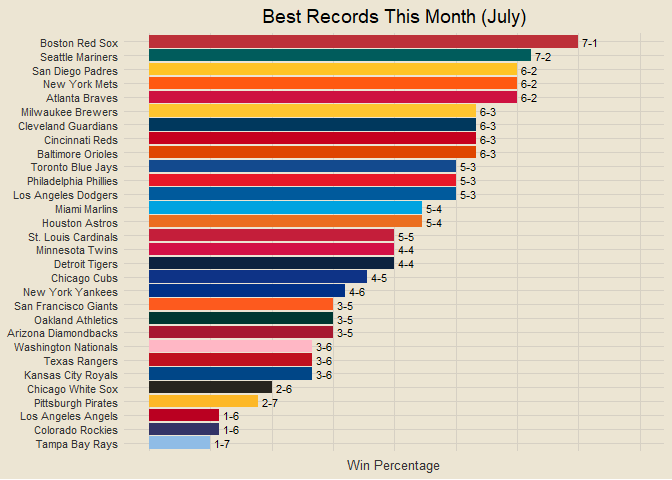 Best Records This Month (July)
Boston Red Sox 7-1
Seattle Mariners 7-2
San Diego Padres 6-2
New York Mets 6-2
Atlanta Braves 6-2
Milwaukee Brewers 6-3
Cleveland Guardians 6-3
Cincinnati Reds 6-3
Baltimore Orioles 6-3
Toronto Blue Jays 5-3
Philadelphia Phillies 5-3
Los Angeles Dodgers 5-3
Miami Marlins 5-4
Houston Astros 5-4
St. Louis Cardinals 5-5
Minnesota Twins 4-4
Detroit Tigers 4-4
Chicago Cubs 4-5
New York Yankees 4-6
San Francisco Giants 3-5
Oakland Athletics 3-5
Arizona Diamondbacks 3-5
Washington Nationals 3-6
Texas Rangers 3-6
Kansas City Royals 3-6
Chicago White Sox 2-6
Pittsburgh Pirates 2-7
Los Angeles Angels 1-6
Colorado Rockies 1-6
Tampa Bay Rays 1-7
Win Percentage